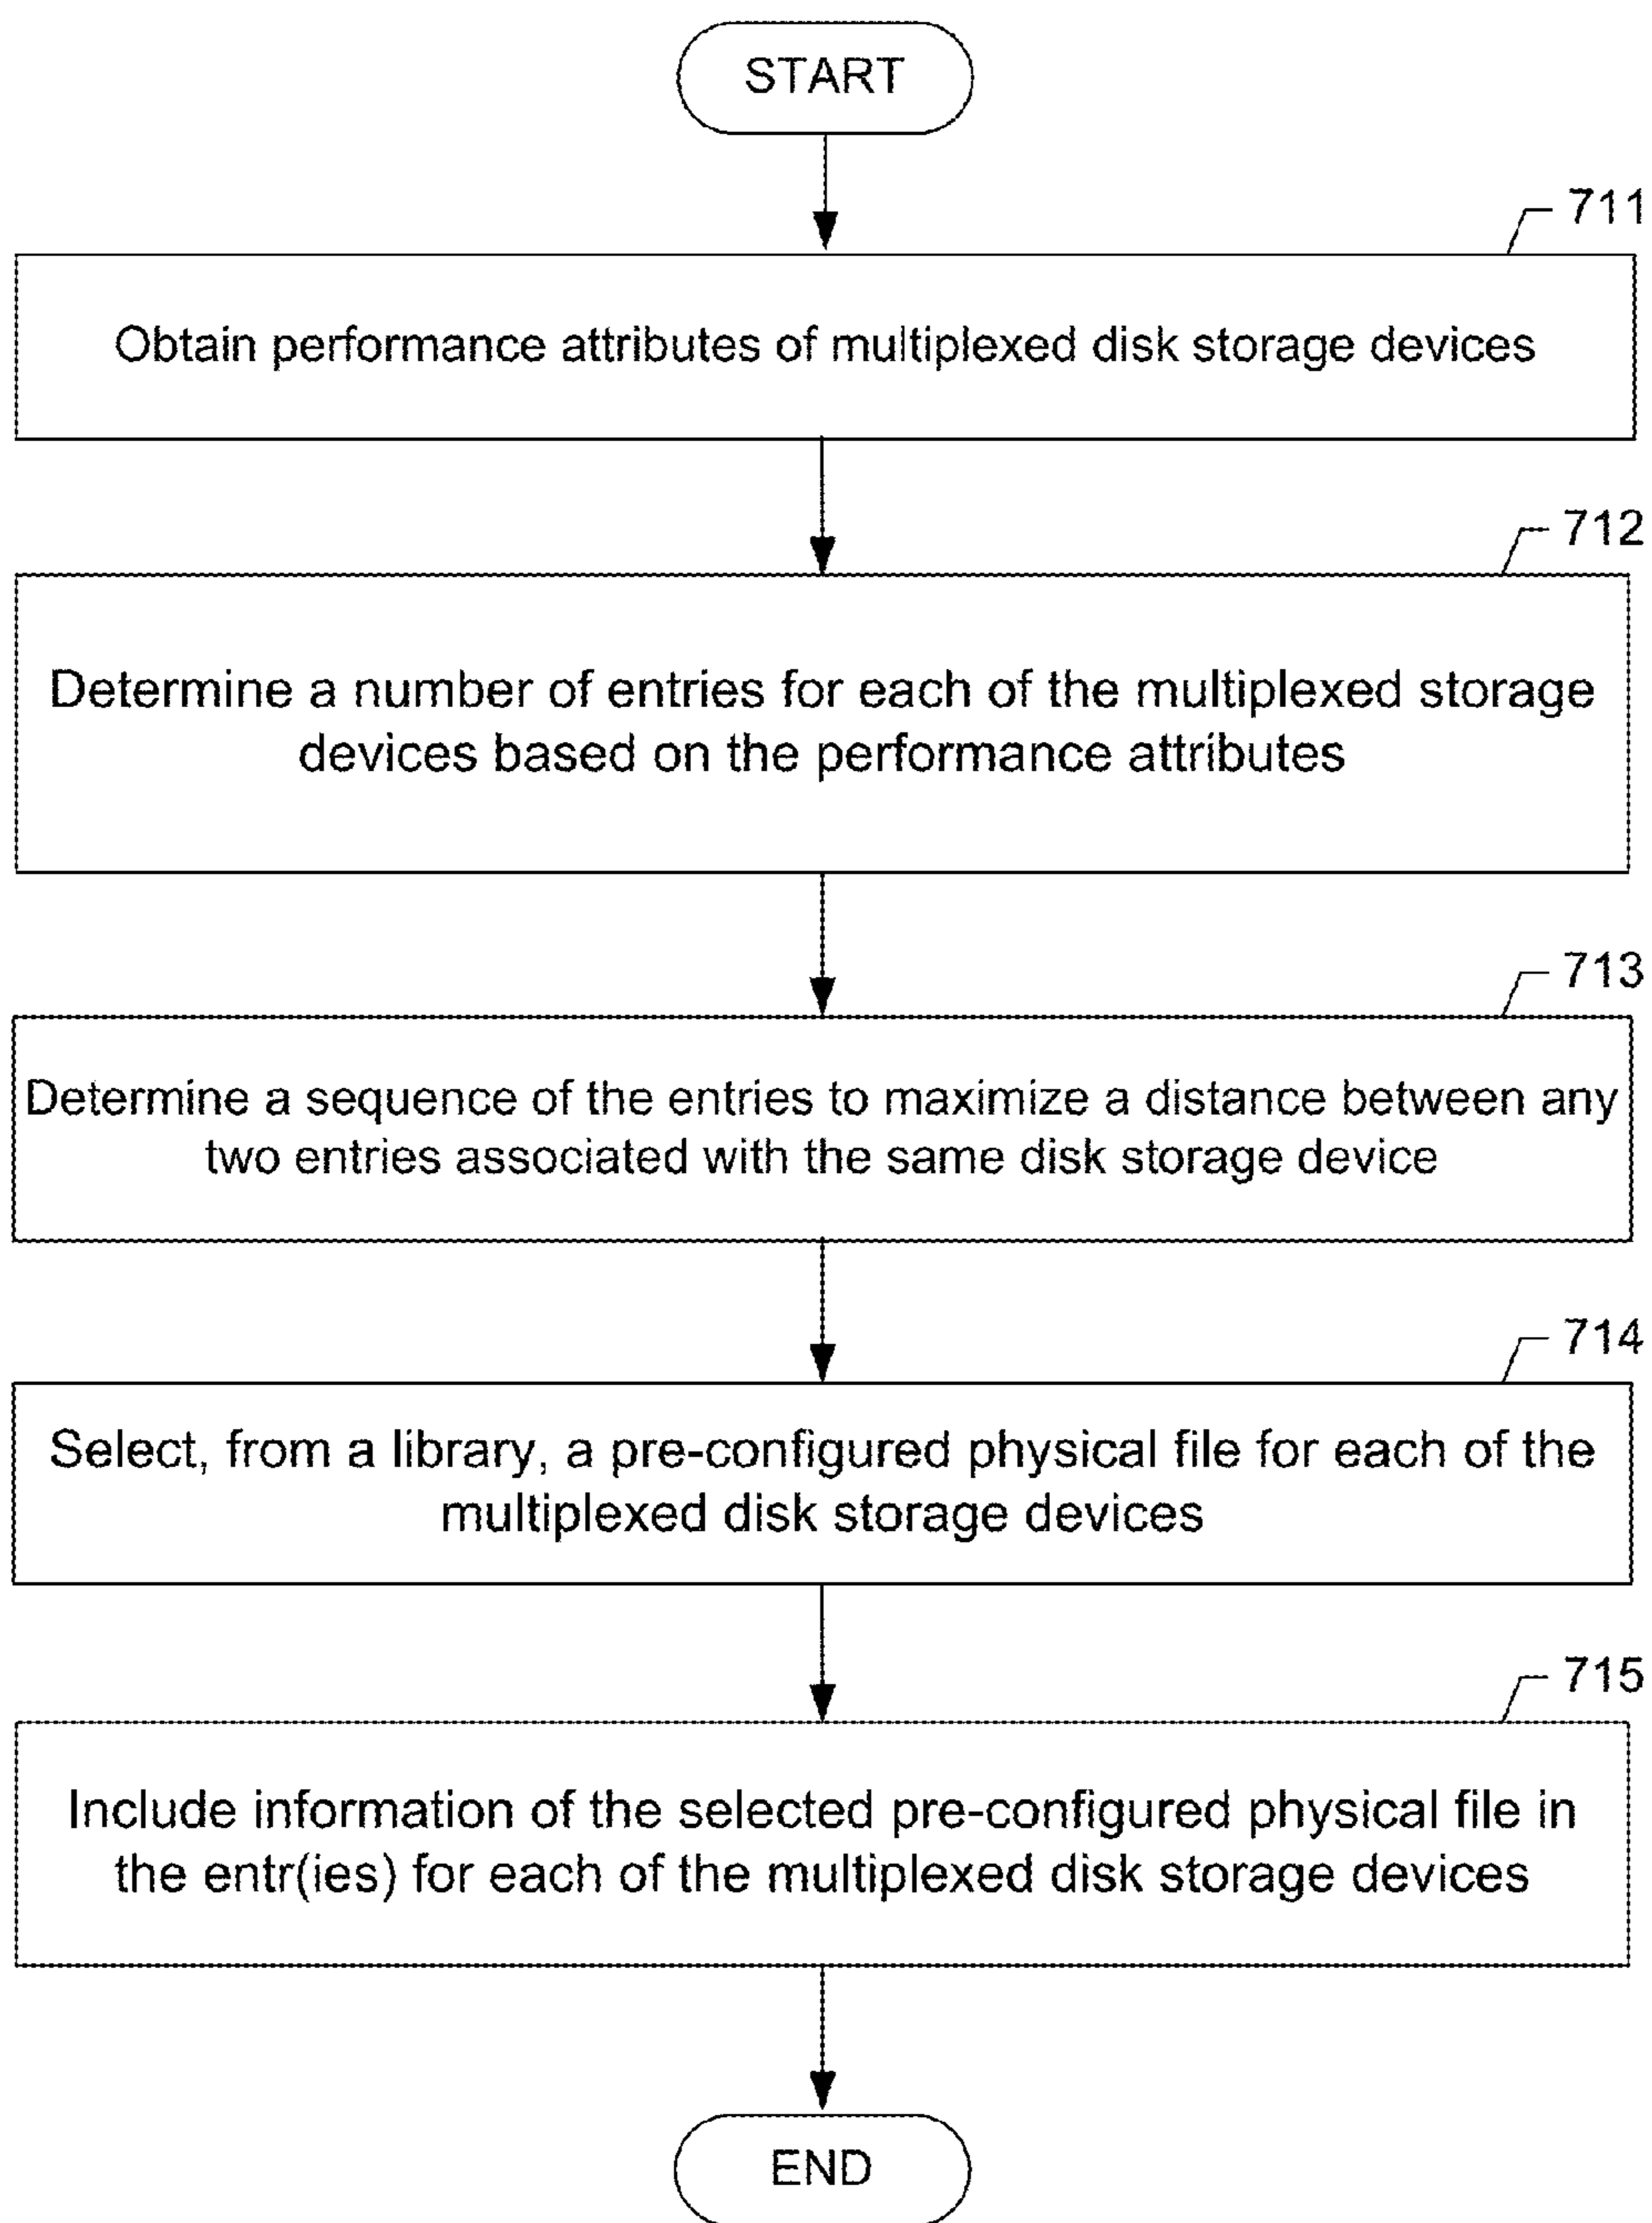 START
711
Obtain performance attributes of multiplexed disk storage devices
712
Determine a number of entries for each of the multiplexed storage
devices based on the performance attributes
713
Determine a sequence of the entries to maximize a distance between any
two entries associated with the same disk storage device
714
Select, from a library, a pre-configured physical file for each of the
multiplexed disk storage devices
715
Include information of the selected pre-configured physical file in
the entr(ies) for each of the multiplexed disk storage devices
END